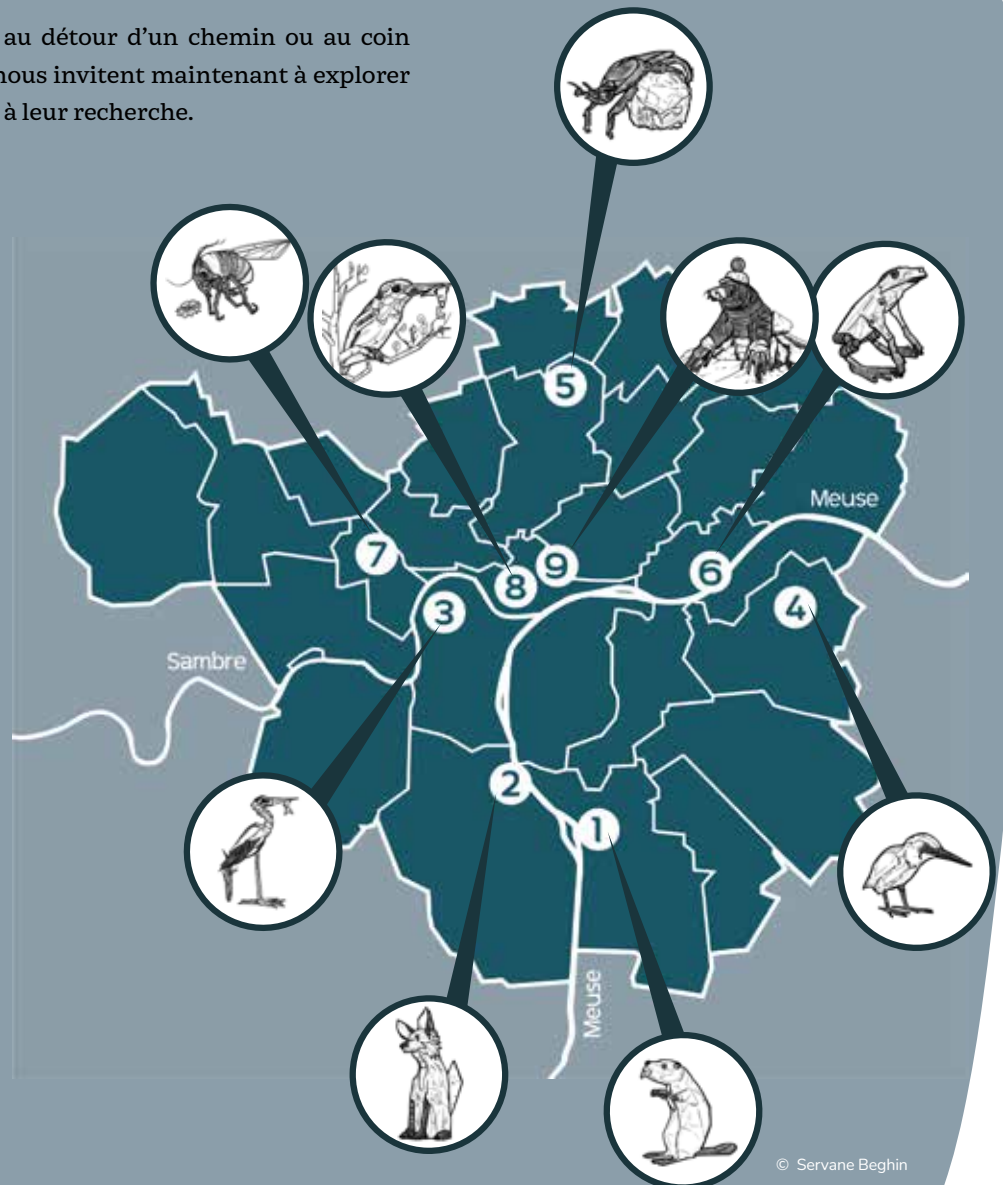 au détour d’un chemin ou au coin
nous invitent maintenant à explorer
à leur recherche.
5
Meuse
7
8
9
6
3
4
Sambre
2
1
Meuse
© Servane Beghin